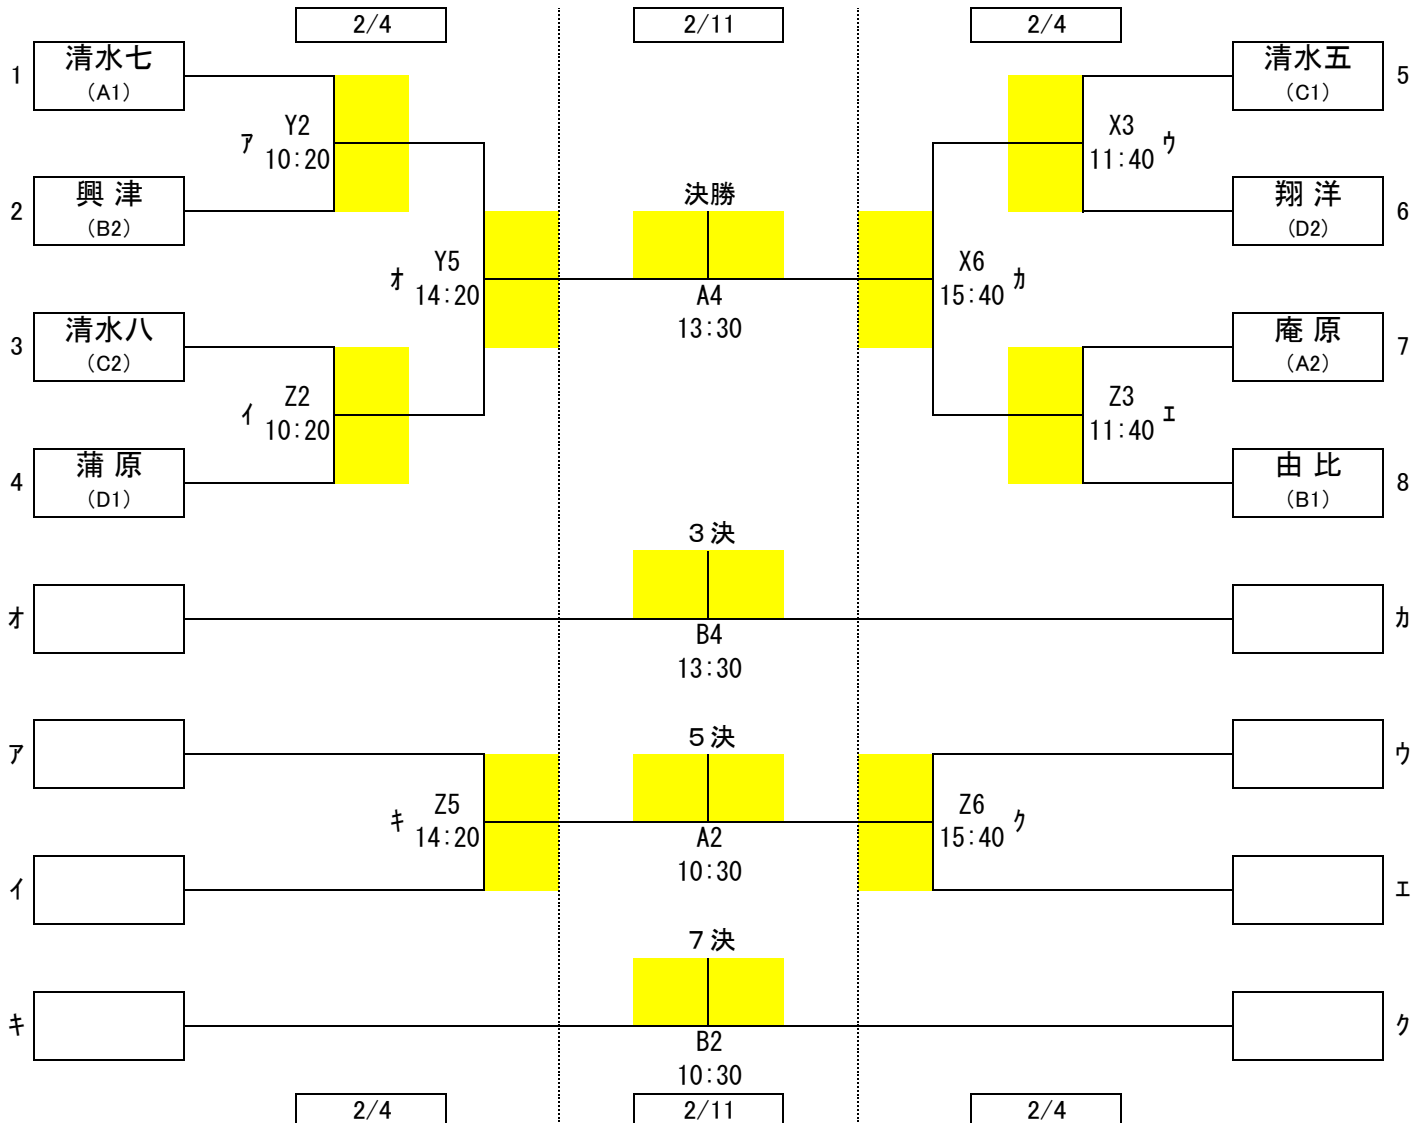 2/4
2/11
2/4
1
清水七
(A1)
清水五
(C1)
5
ｱ
Y2
10:20
X3
11:40
ｳ
2
興 津
(B2)
決勝
翔 洋
(D2)
6
ｵ
Y5
14:20
A4
13:30
X6
15:40
ｶ
3
清水八
(C2)
庵 原
(A2)
7
ｲ
Z2
10:20
Z3
11:40
ｴ
4
蒲 原
(D1)
由 比
(B1)
8
３決
ｵ
B4
13:30
ｶ
ｱ
５決
ｳ
ｷ
Z5
14:20
A2
10:30
Z6
15:40
ｸ
ｲ
ｴ
７決
ｷ
B2
10:30
ｸ
2/4
2/11
2/4